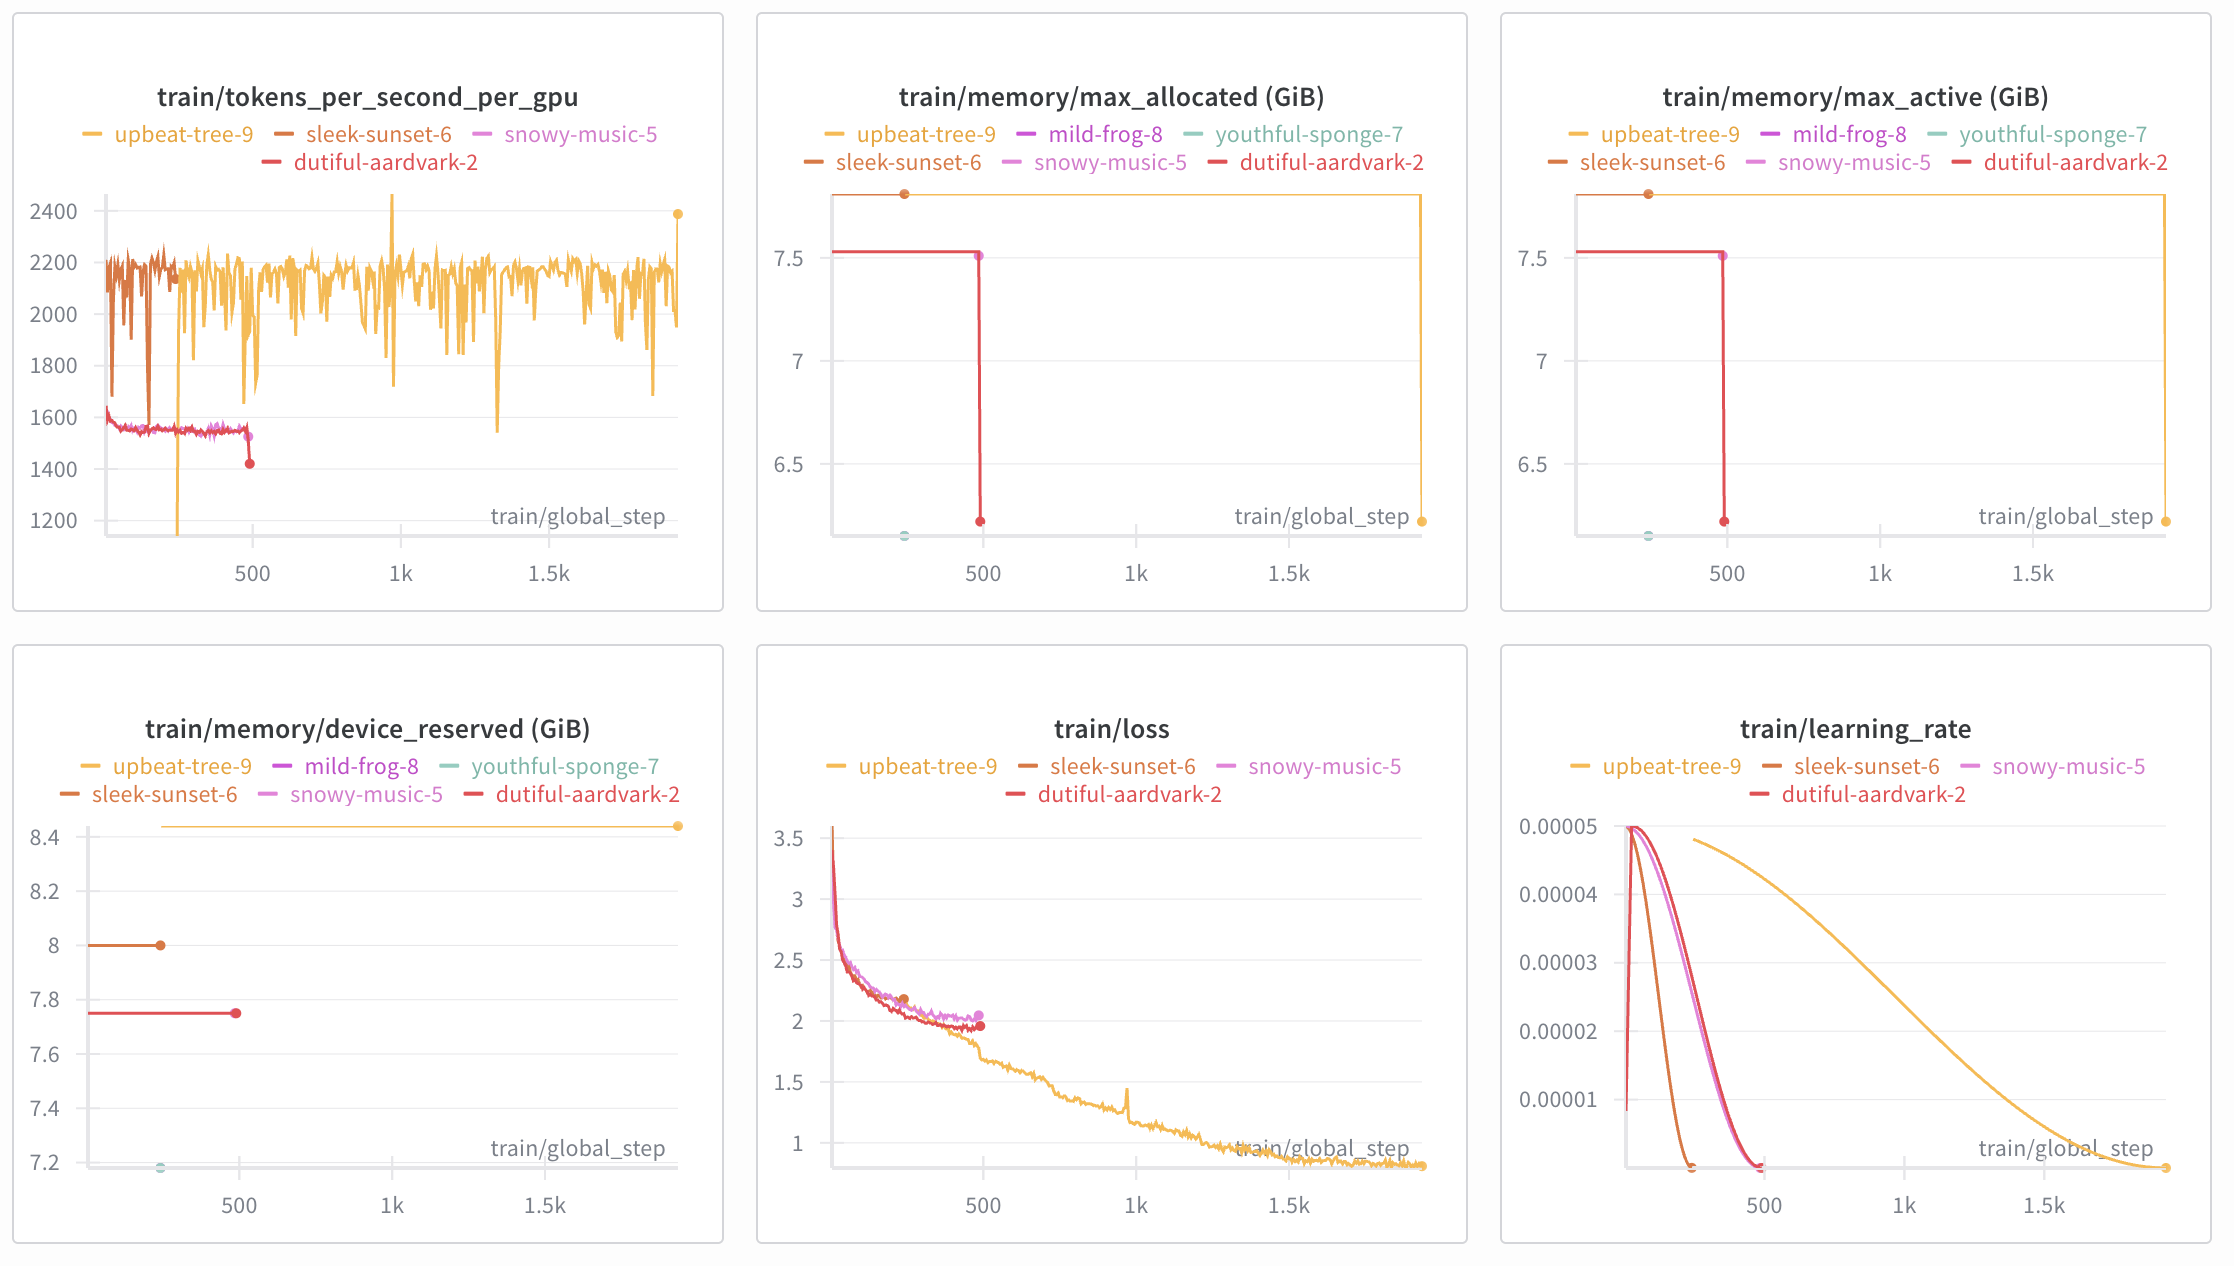 train/tokens_per_second_per_gpu
upbeat-tree-9 sleek-sunset-6 snowy-music-5
dutiful-aardvark-2
2400
2200
2000
1800
1600
1400
1200
train/global_step
500 1k 1.5k
train/memory/max_allocated (GiB)
upbeat-tree-9 mild-frog-8 youthful-sponge-7
sleek-sunset-6 snowy-music-5 dutiful-aardvark-2
7.5
7
6.5
train/global_step
500 1k 1.5k
train/memory/max_active (GiB)
upbeat-tree-9 mild-frog-8 youthful-sponge-7
sleek-sunset-6 snowy-music-5 dutiful-aardvark-2
7.5
7
6.5
train/global_step
500 1k 1.5k
train/memory/device_reserved (GiB)
upbeat-tree-9 mild-frog-8 youthful-sponge-7
sleek-sunset-6 snowy-music-5 dutiful-aardvark-2
8.4
8.2
8
7.8
7.6
7.4
7.2
train/global_step
500 1k 1.5k
train/loss
upbeat-tree-9 sleek-sunset-6 snowy-music-5
dutiful-aardvark-2
3.5
3
2.5
2
1.5
1
train/global_step
500 1k 1.5k
train/learning_rate
upbeat-tree-9 sleek-sunset-6 snowy-music-5
dutiful-aardvark-2
0.00005
0.00004
0.00003
0.00002
0.00001
train/global_step
500 1k 1.5k